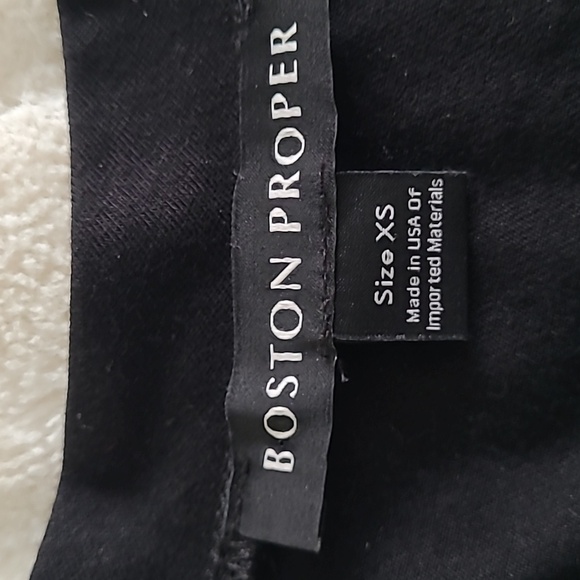 BOSTON PROPER
Size XS
Made in USA Of
Imported Materials